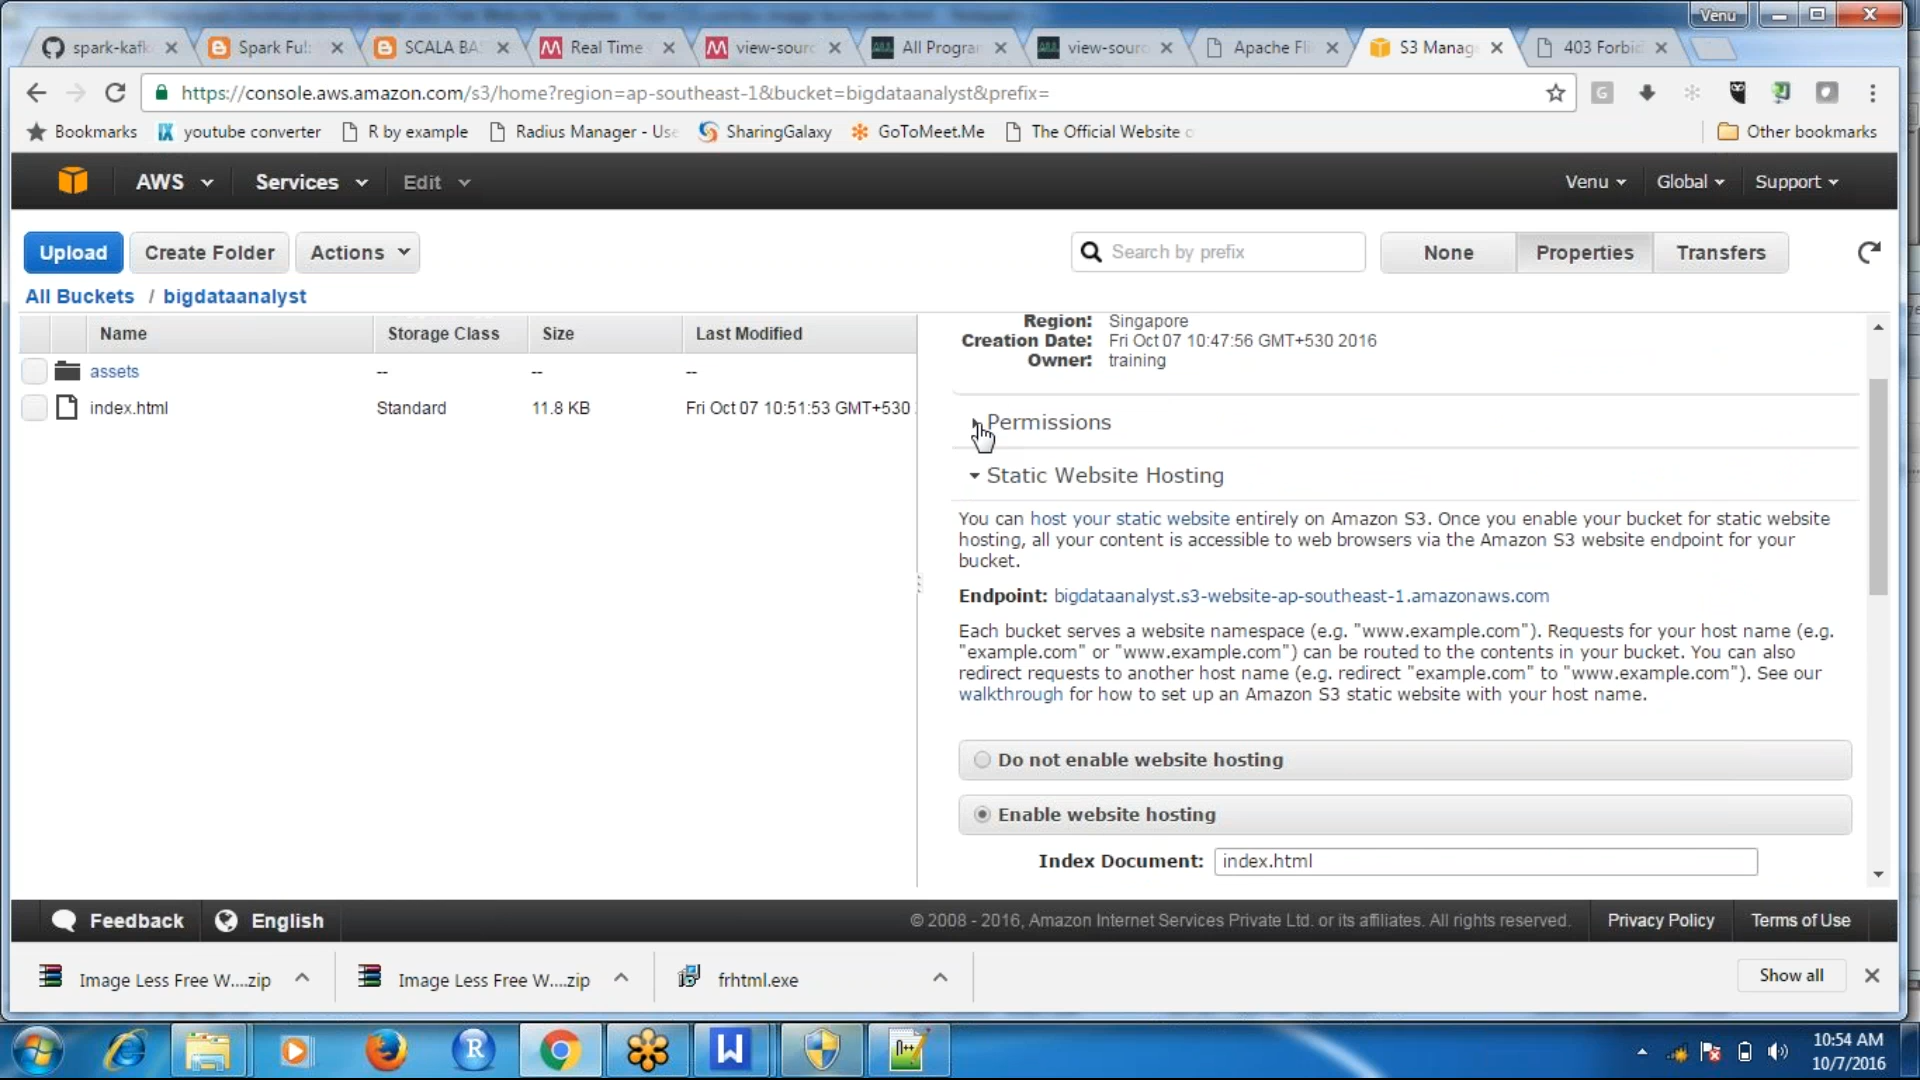 Venu
spark-kafk
Spark Fu
SCALA BA
Real Time
view-sour
All Progra
view-sour
Apache Fli
S3 Manag
403 Forbid
https://console.aws.amazon.com/s3/home?region=ap-southeast-1&bucket=bigdataanalyst&prefix=
Bookmarks
youtube converter
R by example
Radius Manager - Use
SharingGalaxy
GoToMeet.Me
The Official Website
Other bookmarks
AWS
Services
Edit
Venu
Global
Support
Upload
Create Folder
Actions
Search by prefix
None
Properties
Transfers
All Buckets / bigdataanalyst
Name Storage Class Size Last Modified
assets -- -- --
index.html Standard 11.8 KB Fri Oct 07 10:51:53 GMT+530
Region: Singapore
Creation Date: Fri Oct 07 10:47:56 GMT+530 2016
Owner: training
Permissions
Static Website Hosting
You can host your static website entirely on Amazon S3. Once you enable your bucket for static website
hosting, all your content is accessible to web browsers via the Amazon S3 website endpoint for your
bucket.
Endpoint: bigdataanalyst.s3-website-ap-southeast-1.amazonaws.com
Each bucket serves a website namespace (e.g. "www.example.com"). Requests for your host name (e.g.
"example.com" or "www.example.com") can be routed to the contents in your bucket. You can also
redirect requests to another host name (e.g. redirect "example.com" to "www.example.com"). See our
walkthrough for how to set up an Amazon S3 static website with your host name.
Do not enable website hosting
Enable website hosting
Index Document: index.html
Feedback
English
© 2008 - 2016, Amazon Internet Services Private Ltd. or its affiliates. All rights reserved.
Privacy Policy
Terms of Use
Image Less Free W....zip
Image Less Free W....zip
frhtml.exe
Show all
10:54 AM
10/7/2016